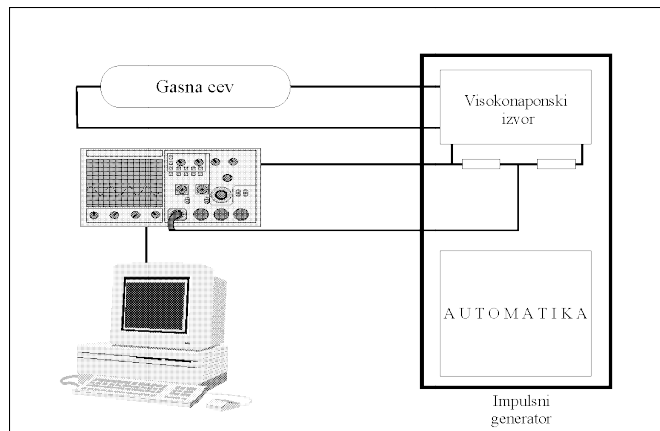 Gasna cev
Visokonaponski
izvor
AUTOMATIKA
Impulsni
generator